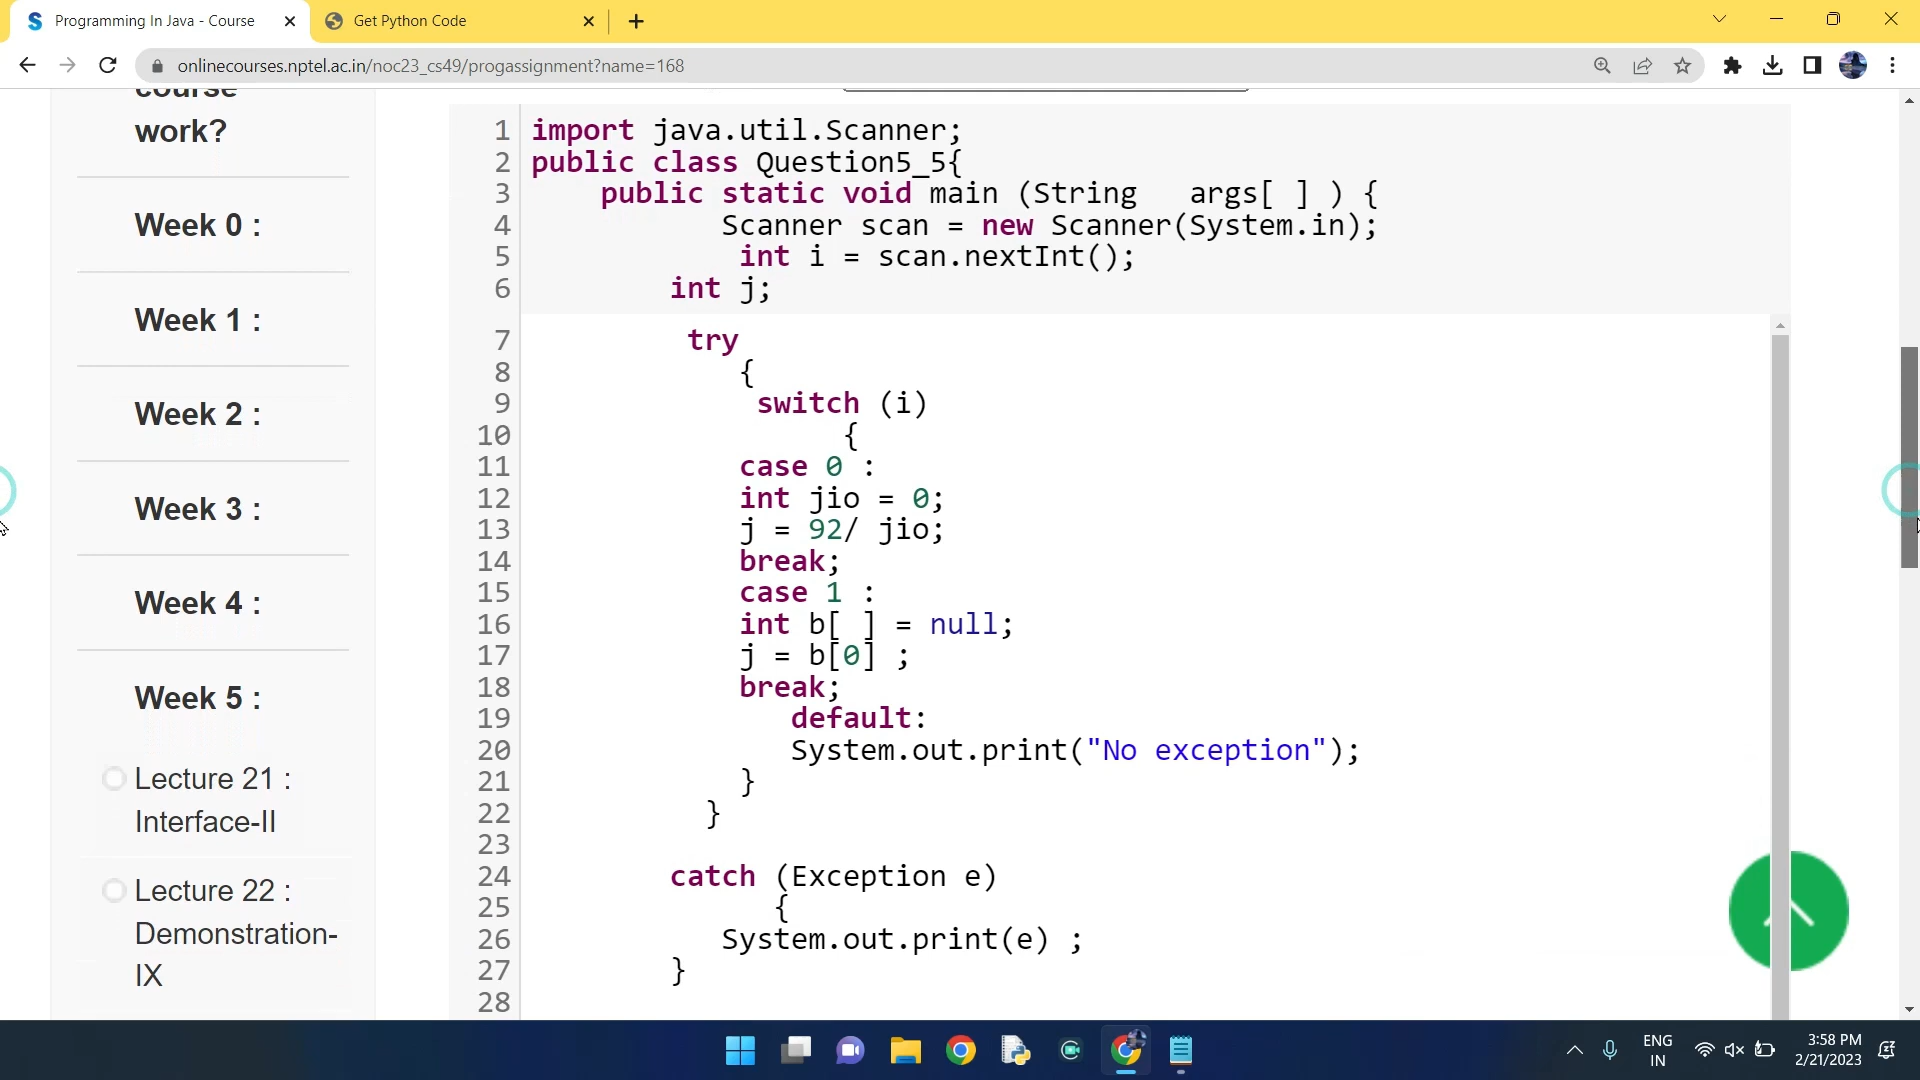 Programming In Java - Course
Get Python Code
onlinecourses.nptel.ac.in/noc23_cs49/progassignment?name=168
course
work?
Week 0 :
Week 1 :
Week 2 :
Week 3 :
Week 4 :
Week 5 :
Lecture 21 :
Interface-II
Lecture 22 :
Demonstration-
IX
1 import java.util.Scanner;
2 public class Question5_5{
3 public static void main (String args[ ] ) {
4 Scanner scan = new Scanner(System.in);
5 int i = scan.nextInt();
6 int j;
7 try
8 {
9 switch (i)
10 {
11 case 0 :
12 int jio = 0;
13 j = 92/ jio;
14 break;
15 case 1 :
16 int b[ ] = null;
17 j = b[0] ;
18 break;
19 default:
20 System.out.print("No exception");
21 }
22 }
23
24 catch (Exception e)
25 {
26 System.out.print(e) ;
27 }
28
ENG
IN
3:58 PM
2/21/2023